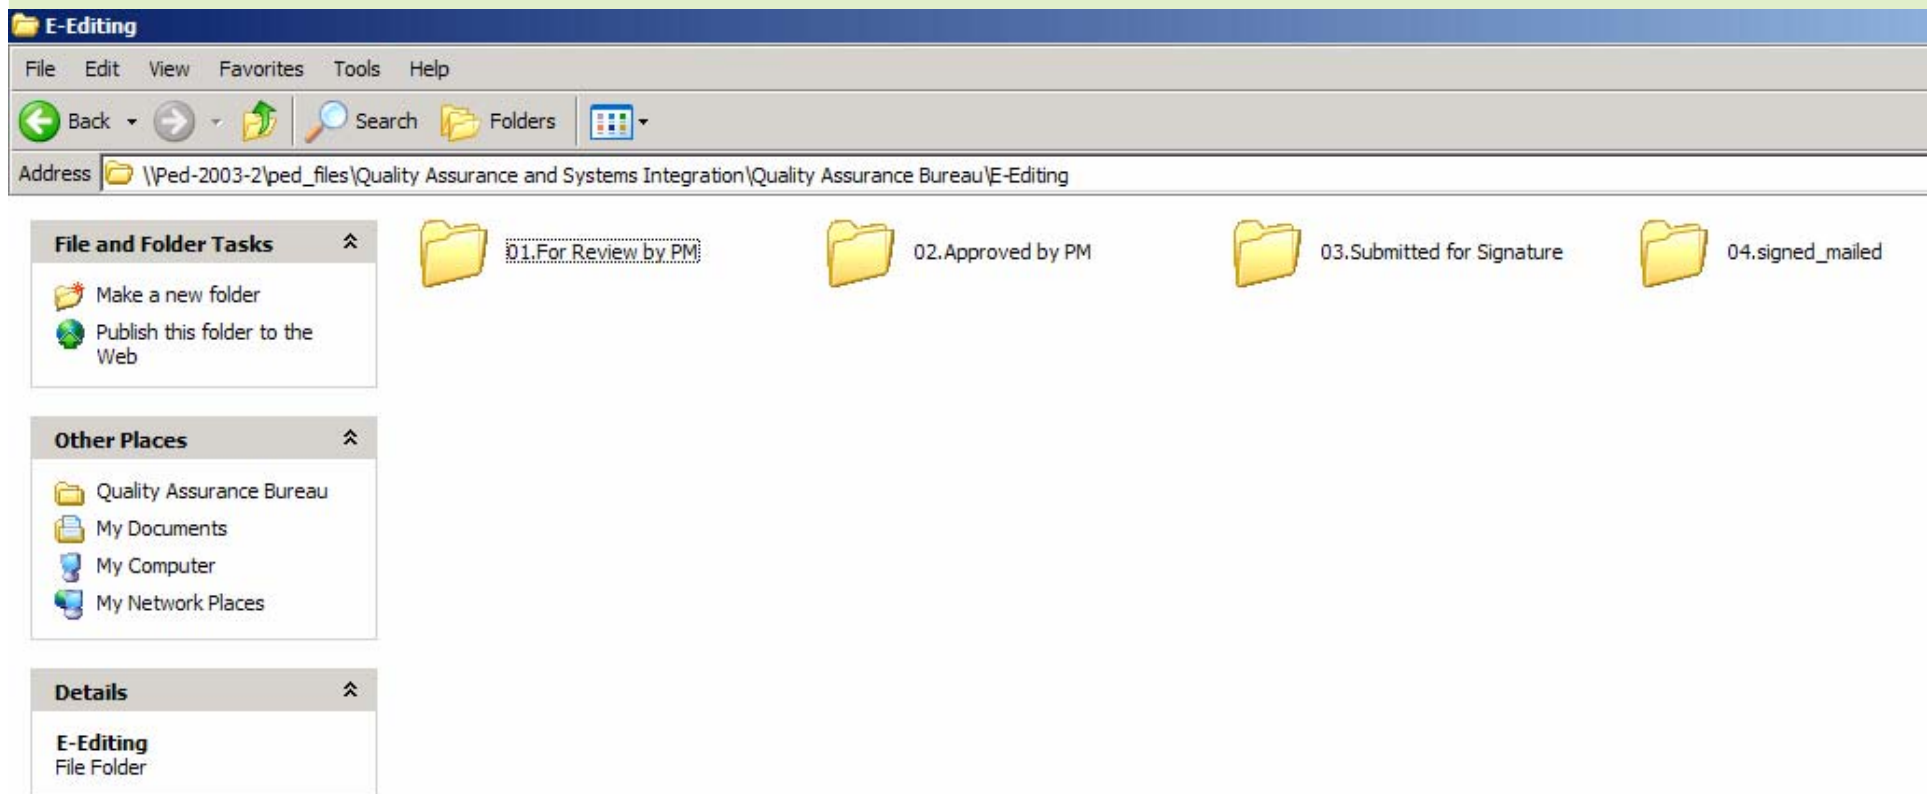 E-Editing
File Edit View Favorites Tools Help
Back Search Folders
Address \\Ped-2003-2\ped_files\Quality Assurance and Systems Integration\Quality Assurance Bureau\E-Editing
File and Folder Tasks
Make a new folder
Publish this folder to the
Web
Other Places
Quality Assurance Bureau
My Documents
My Computer
My Network Places
Details
E-Editing
File Folder
01.For Review by PM
02.Approved by PM
03.Submitted for Signature
04.signed_mailed